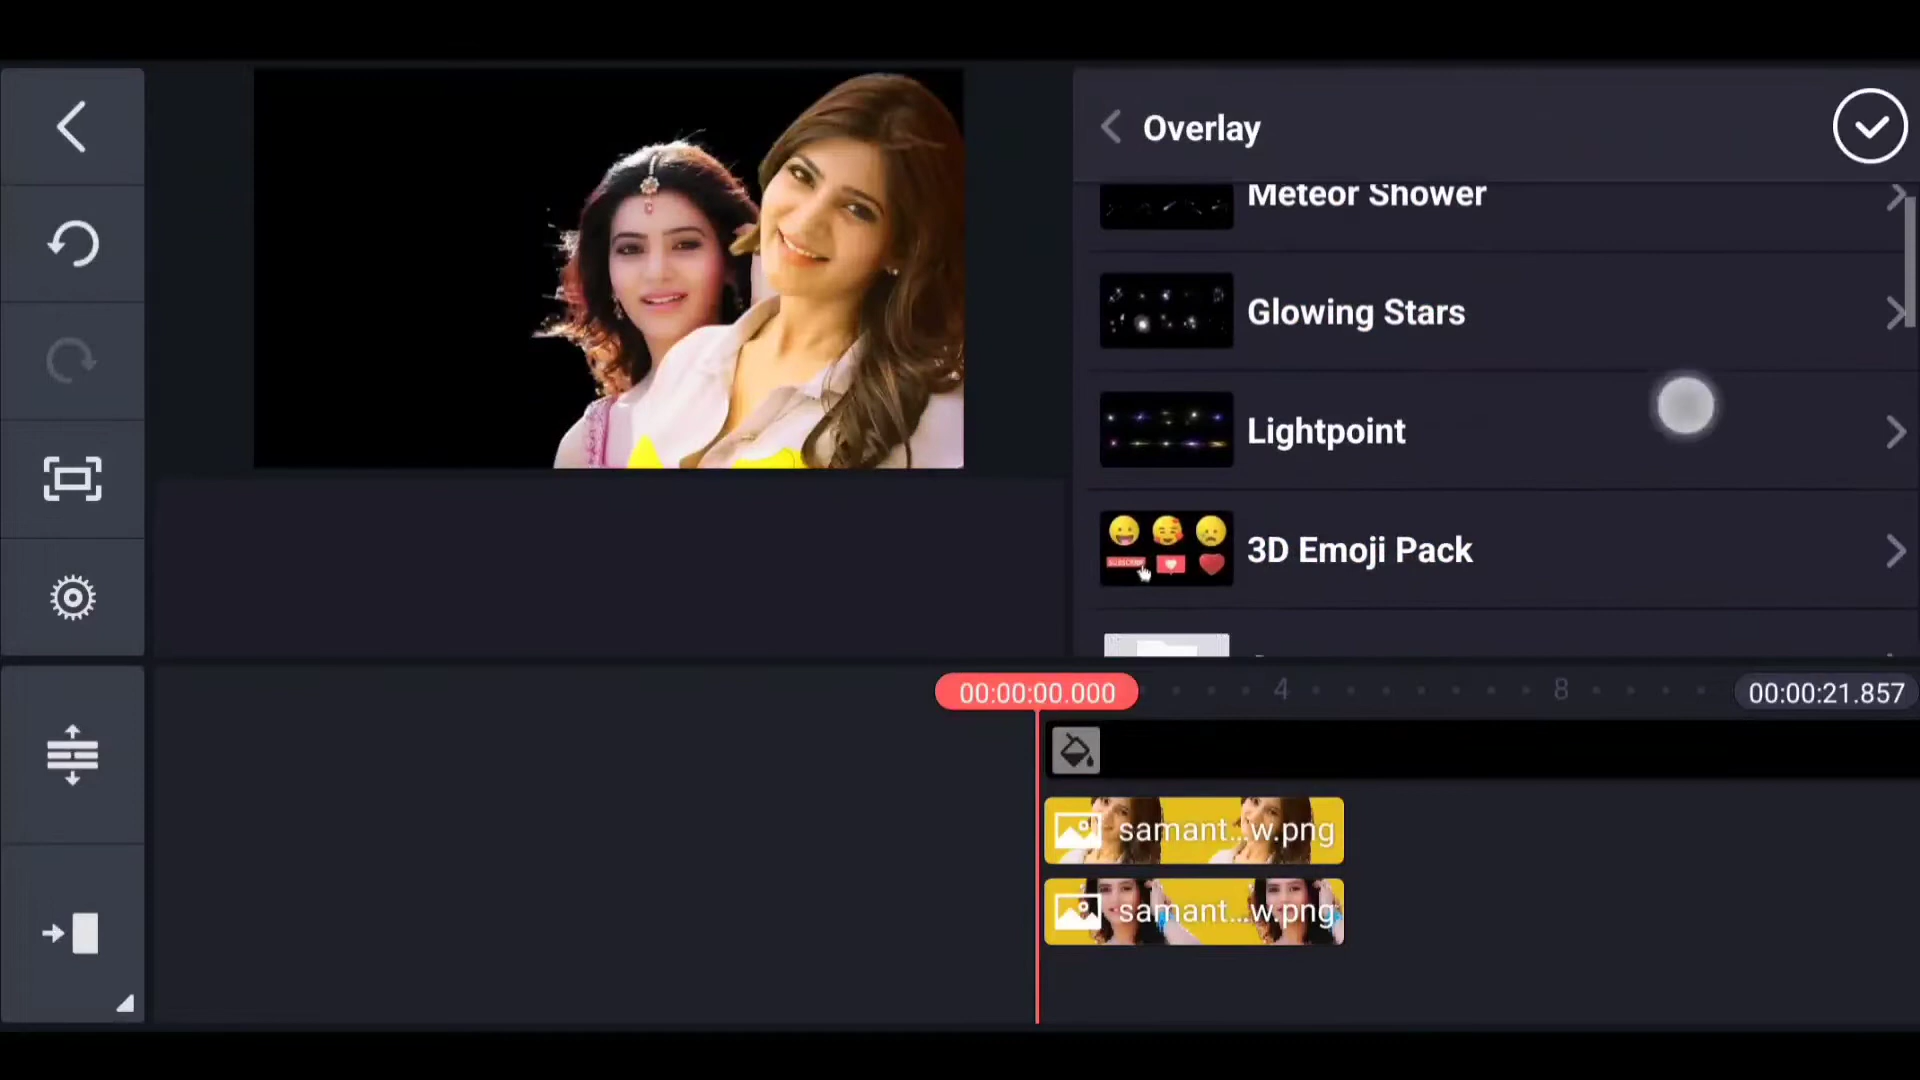 Overlay
Meteor Shower
Glowing Stars
Lightpoint
3D Emoji Pack
SUBSCRIBE
00:00:00.000
4
8
00:00:21.857
samant...w.png
samant...w.png